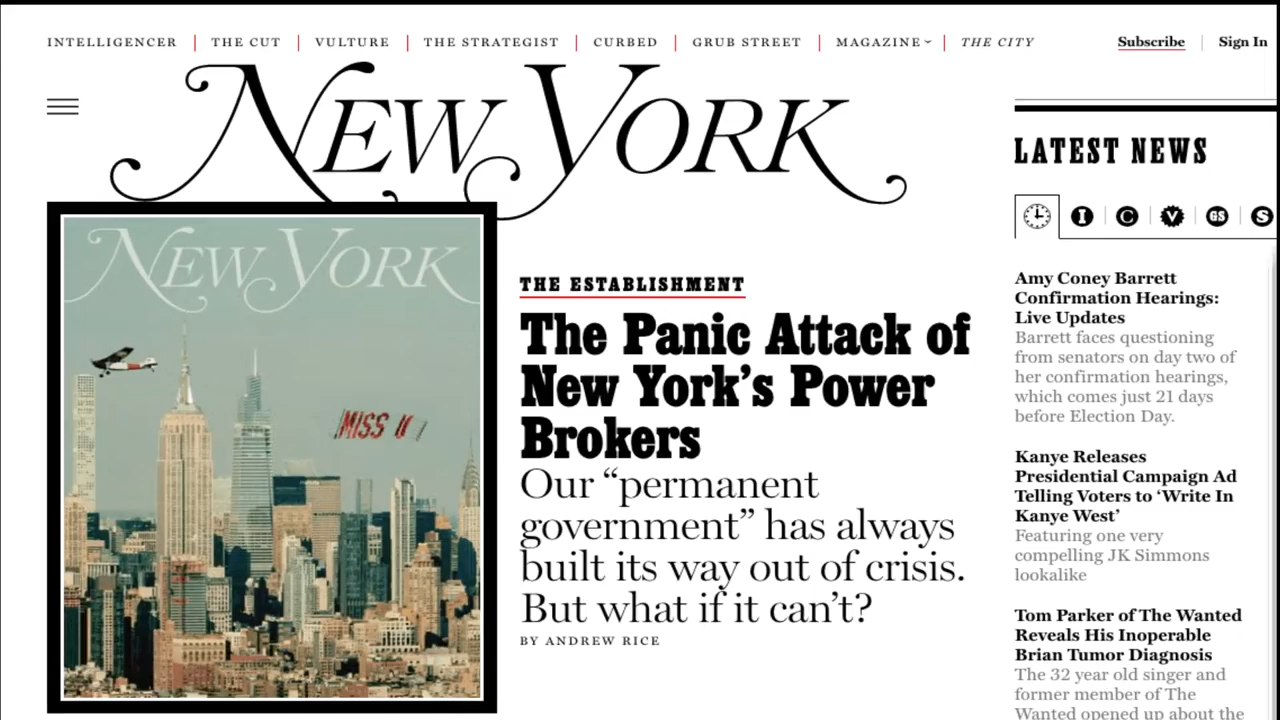 INTELLIGENCER
THE CUT
VULTURE
THE STRATEGIST
CURBED
GRUB STREET
MAGAZINE
THE CITY
Subscribe
Sign In
NEW YORK
NEW YORK
MISS U
THE ESTABLISHMENT
The Panic Attack of
New York’s Power
Brokers
Our “permanent
government” has always
built its way out of crisis.
But what if it can’t?
BY ANDREW RICE
LATEST NEWS
I
C
V
GS
S
Amy Coney Barrett
Confirmation Hearings:
Live Updates
Barrett faces questioning
from senators on day two of
her confirmation hearings,
which comes just 21 days
before Election Day.
Kanye Releases
Presidential Campaign Ad
Telling Voters to ‘Write In
Kanye West’
Featuring one very
compelling JK Simmons
lookalike
Tom Parker of The Wanted
Reveals His Inoperable
Brian Tumor Diagnosis
The 32 year old singer and
former member of The
Wanted opened up about the